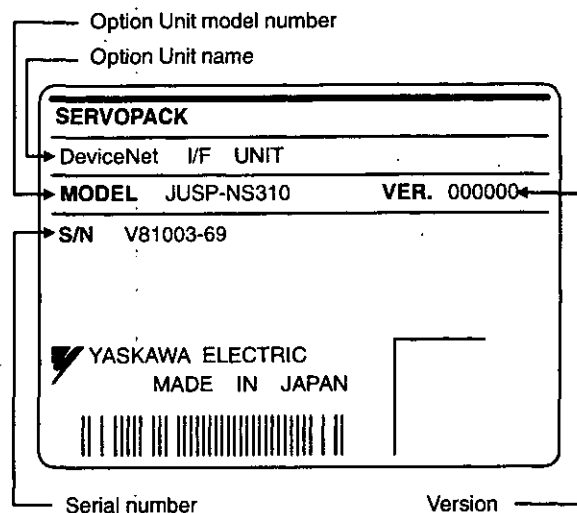 Option Unit model number
Option Unit name
SERVOPACK
DeviceNet I/F UNIT
MODEL JUSP-NS310 VER. 000000
S/N V81003-69
YASKAWA ELECTRIC
MADE IN JAPAN
Serial number Version